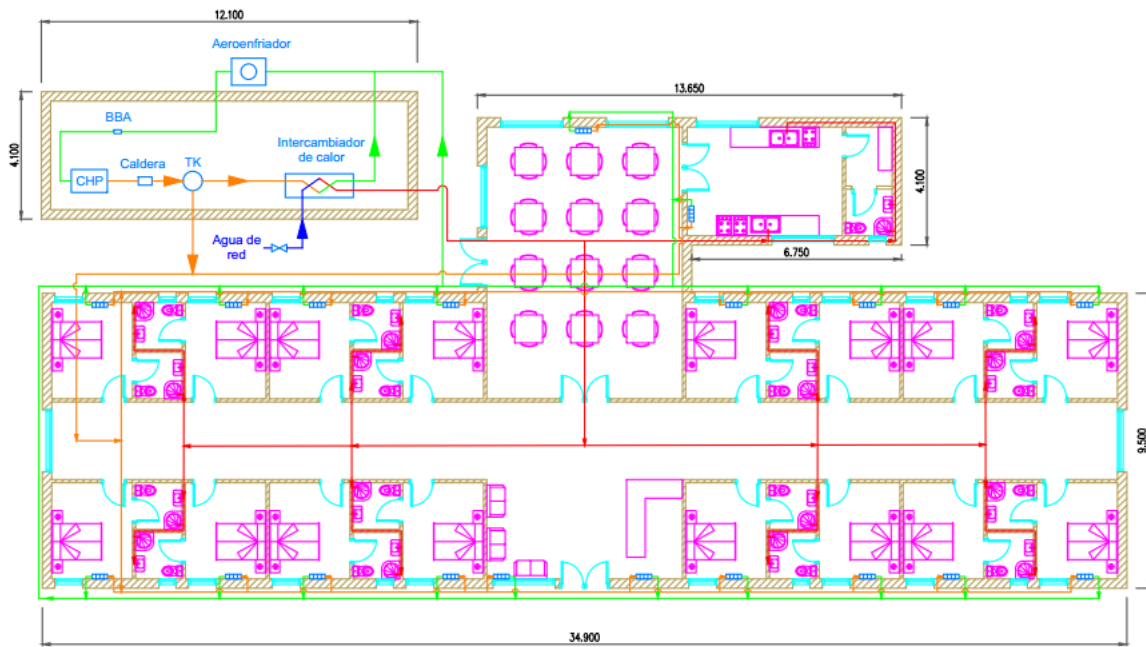 12.100
Aeroenfriador
13.650
BBA
Intercambiador
de calor
Caldera
TK
CHP
4.100
4.100
Agua de
red
6.750
9.500
34.900